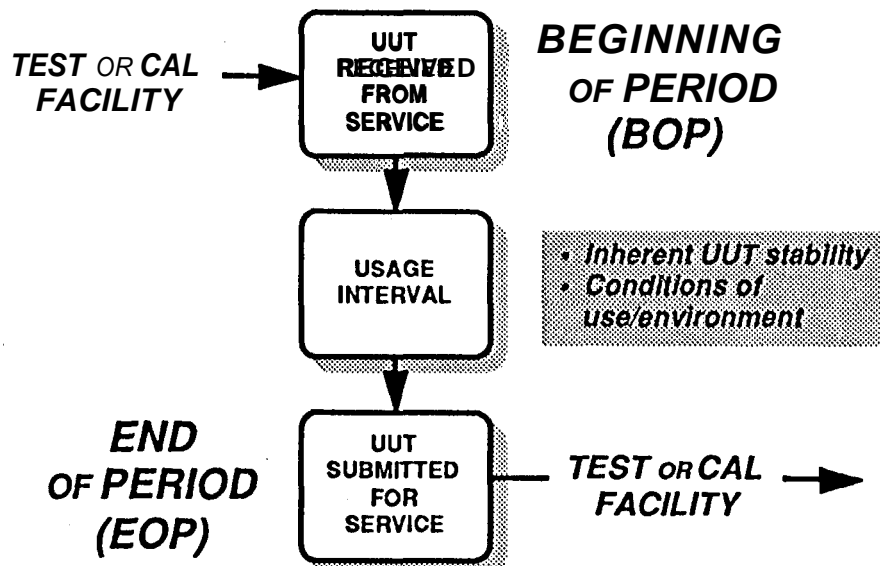 TEST OR CAL
FACILITY
UUT
RECEIVED
FROM
SERVICE
BEGINNING
OF PERIOD
(BOP)
USAGE
INTERVAL
• Inherent UUT stability
• Conditions of
use/environment
END
OF PERIOD
(EOP)
UUT
SUBMITTED
FOR
SERVICE
TEST OR CAL
FACILITY